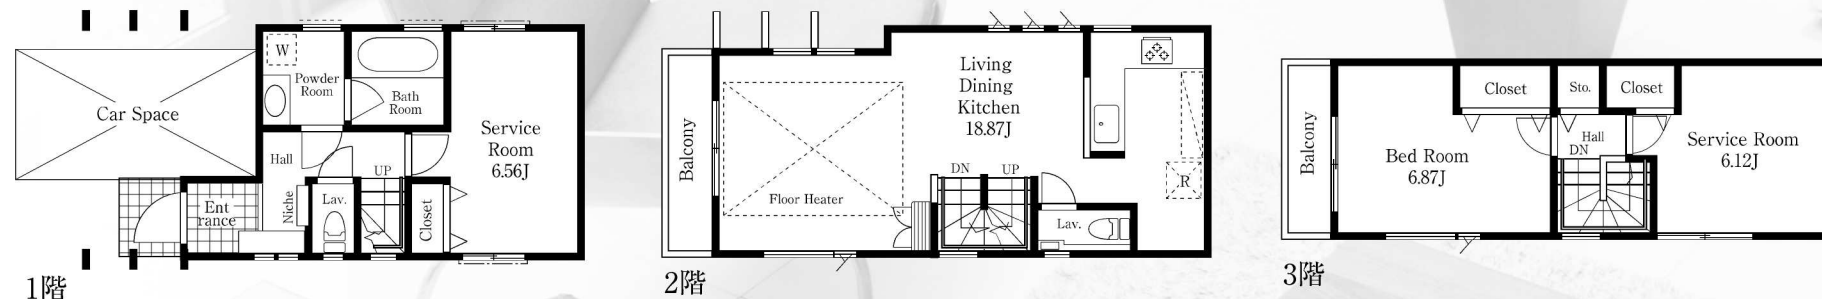 Car Space
W
Powder
Room
Bath
Room
Service
Room
6.56J
Hall
UP
Ent
rance
Niche
Lav.
Closet
1階
Balcony
Living
Dining
Kitchen
18.87J
Floor Heater
DN
UP
Lav.
R
2階
Balcony
Bed Room
6.87J
Closet
Sto.
Closet
Hall
DN
Service Room
6.12J
3階